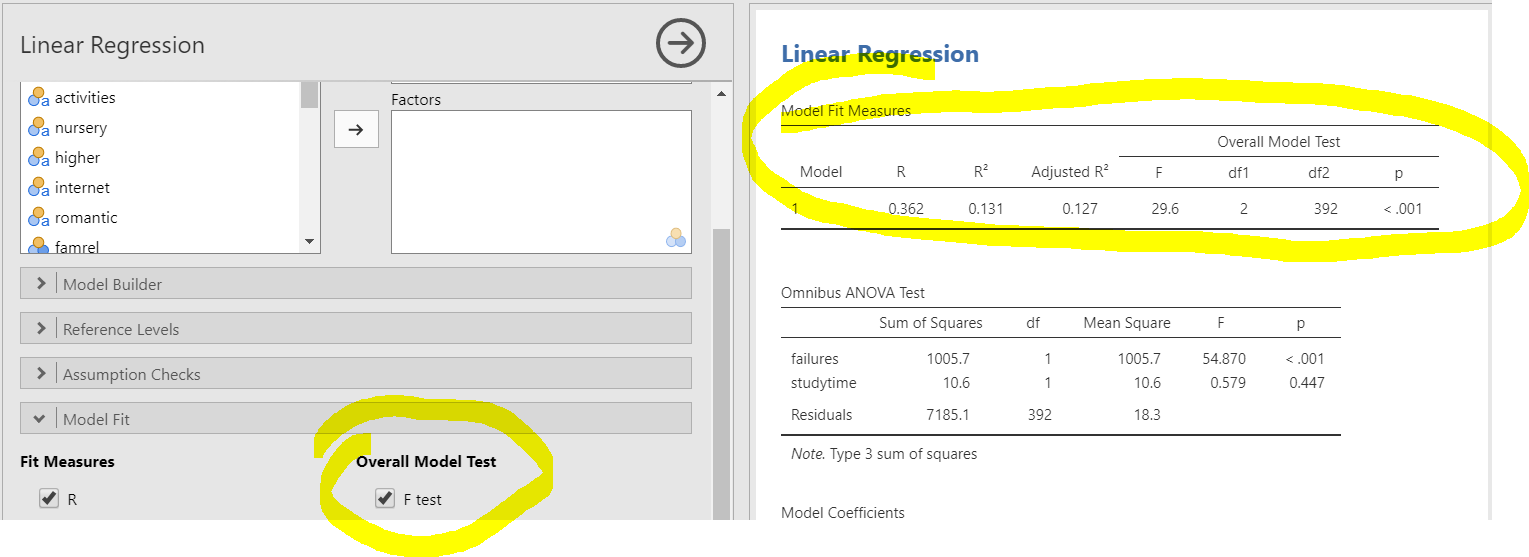 Linear Regression
activities
nursery
higher
internet
romantic
famrel
Factors
Model Builder
Reference Levels
Assumption Checks
Model Fit
Fit Measures
Overall Model Test
R
F test
Linear Regression
Model Fit Measures
Overall Model Test
Model R R² Adjusted R² F df1 df2 p
1 0.362 0.131 0.127 29.6 2 392 < .001
Omnibus ANOVA Test
Sum of Squares df Mean Square F p
failures 1005.7 1 1005.7 54.870 < .001
studytime 10.6 1 10.6 0.579 0.447
Residuals 7185.1 392 18.3
Note. Type 3 sum of squares
Model Coefficients